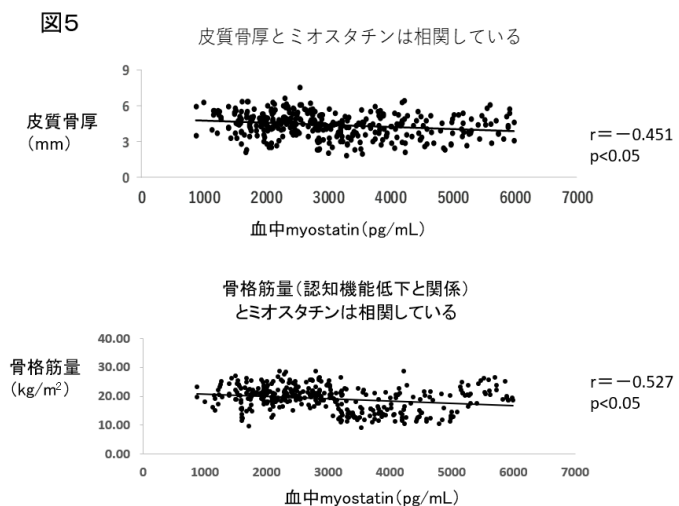 図5
皮質骨厚とミオスタチンは相関している
皮質骨厚
(mm)
9
6
3
0
0 1000 2000 3000 4000 5000 6000 7000
血中myostatin(pg/mL)
r=-0.451
p<0.05
骨格筋量(認知機能低下と関係)
とミオスタチンは相関している
骨格筋量
(kg/m²)
40.00
30.00
20.00
10.00
0.00
0 1000 2000 3000 4000 5000 6000 7000
血中myostatin(pg/mL)
r=-0.527
p<0.05